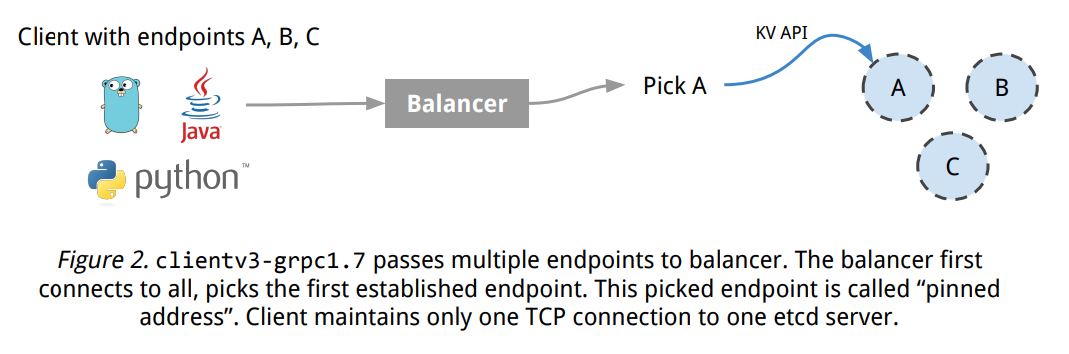 Client with endpoints A, B, C
KV API
Java
python™
Balancer
Pick A
A
B
C
Figure 2. clientv3-grpc1.7 passes multiple endpoints to balancer. The balancer first
connects to all, picks the first established endpoint. This picked endpoint is called “pinned
address”. Client maintains only one TCP connection to one etcd server.